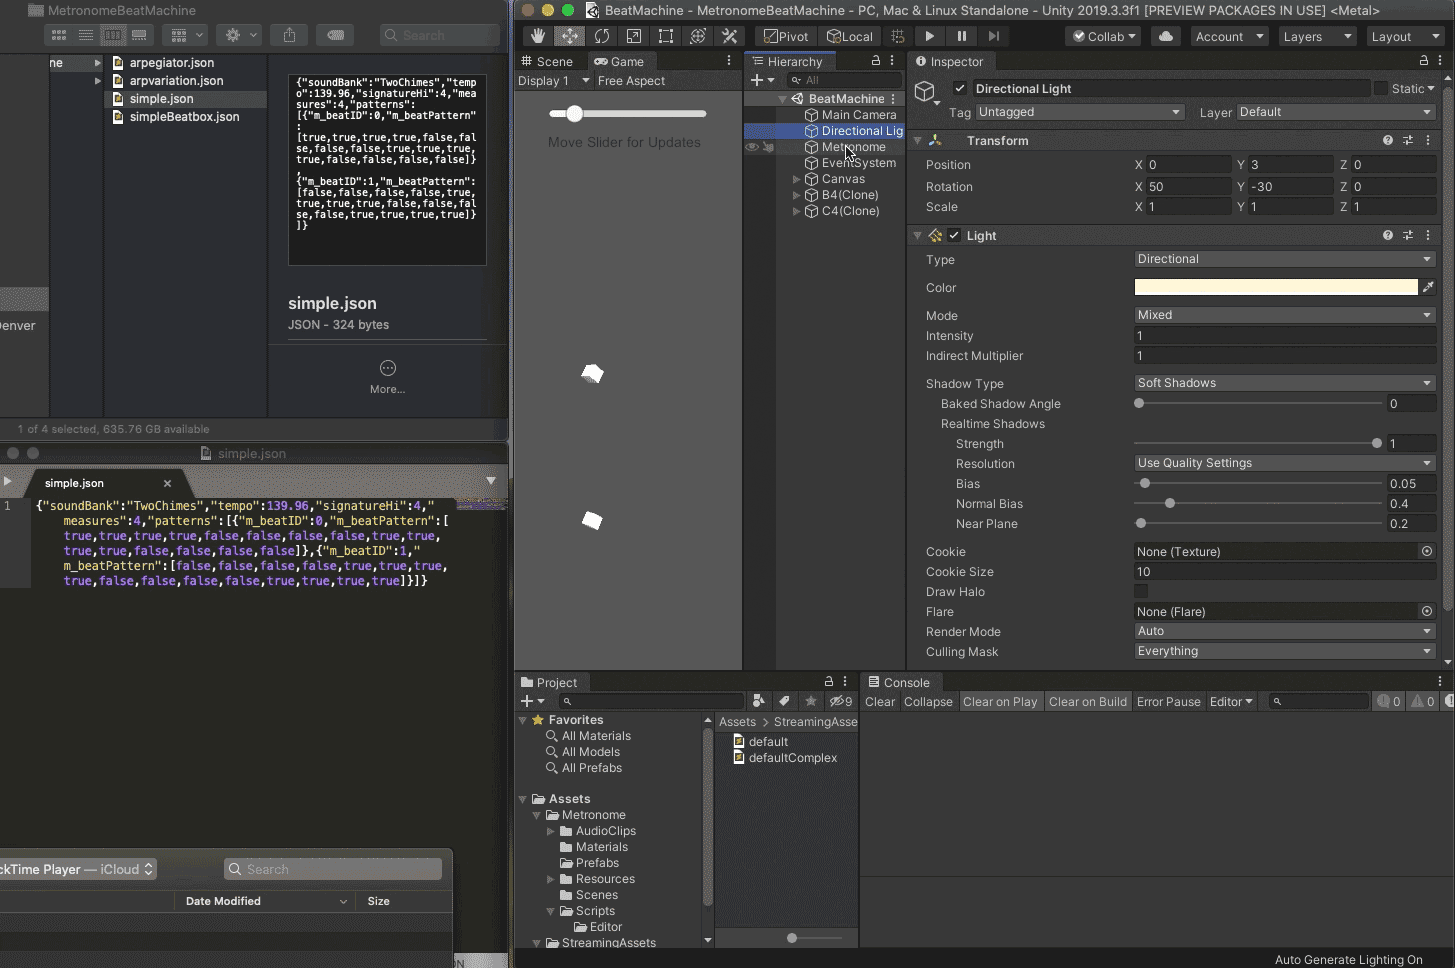 MetronomeBeatMachine
Search
ne
arpegiator.json
arpvariation.json
simple.json
simpleBeatbox.json
{"soundBank":"TwoChimes","temp
o":139.96,"signatureHi":4,"mea
sures":4,"patterns":
[{"m_beatID":0,"m_beatPattern"
:
[true,true,true,true,false,fal
se,false,false,true,true,true,
true,false,false,false,false]}
,
{"m_beatID":1,"m_beatPattern":
[false,false,false,false,true,
true,true,true,false,false,fal
se,false,true,true,true,true]}
]}
simple.json
JSON - 324 bytes
More...
enver
1 of 4 selected, 635.76 GB available
simple.json
simple.json
1
{"soundBank":"TwoChimes","tempo":139.96,"signatureHi":4,"
measures":4,"patterns":[{"m_beatID":0,"m_beatPattern":[
true,true,true,true,false,false,false,false,true,true,
true,true,false,false,false,false]},{"m_beatID":1,"
m_beatPattern":[false,false,false,false,true,true,true,
true,false,false,false,false,true,true,true,true]}]}
ckTime Player — iCloud
Search
Date Modified
Size
BeatMachine - MetronomeBeatMachine - PC, Mac & Linux Standalone - Unity 2019.3.3f1 [PREVIEW PACKAGES IN USE] <Metal>
Pivot
Local
Collab
Account
Layers
Layout
Scene
Game
Display 1
Free Aspect
Move Slider for Updates
Hierarchy
All
BeatMachine
Main Camera
Directional Lig
Metronome
EventSystem
Canvas
B4(Clone)
C4(Clone)
Inspector
Directional Light
Static
Tag Untagged
Layer Default
Transform
Position X 0 Y 3 Z 0
Rotation X 50 Y -30 Z 0
Scale X 1 Y 1 Z 1
Light
Type Directional
Color
Mode Mixed
Intensity 1
Indirect Multiplier 1
Shadow Type Soft Shadows
Baked Shadow Angle 0
Realtime Shadows
Strength 1
Resolution Use Quality Settings
Bias 0.05
Normal Bias 0.4
Near Plane 0.2
Cookie None (Texture)
Cookie Size 10
Draw Halo
Flare None (Flare)
Render Mode Auto
Culling Mask Everything
Project
9
Favorites
All Materials
All Models
All Prefabs
Assets
Metronome
AudioClips
Materials
Prefabs
Resources
Scenes
Scripts
Editor
StreamingAssets
Assets > StreamingAsse
default
defaultComplex
Console
Clear
Collapse
Clear on Play
Clear on Build
Error Pause
Editor
0
0
Auto Generate Lighting On